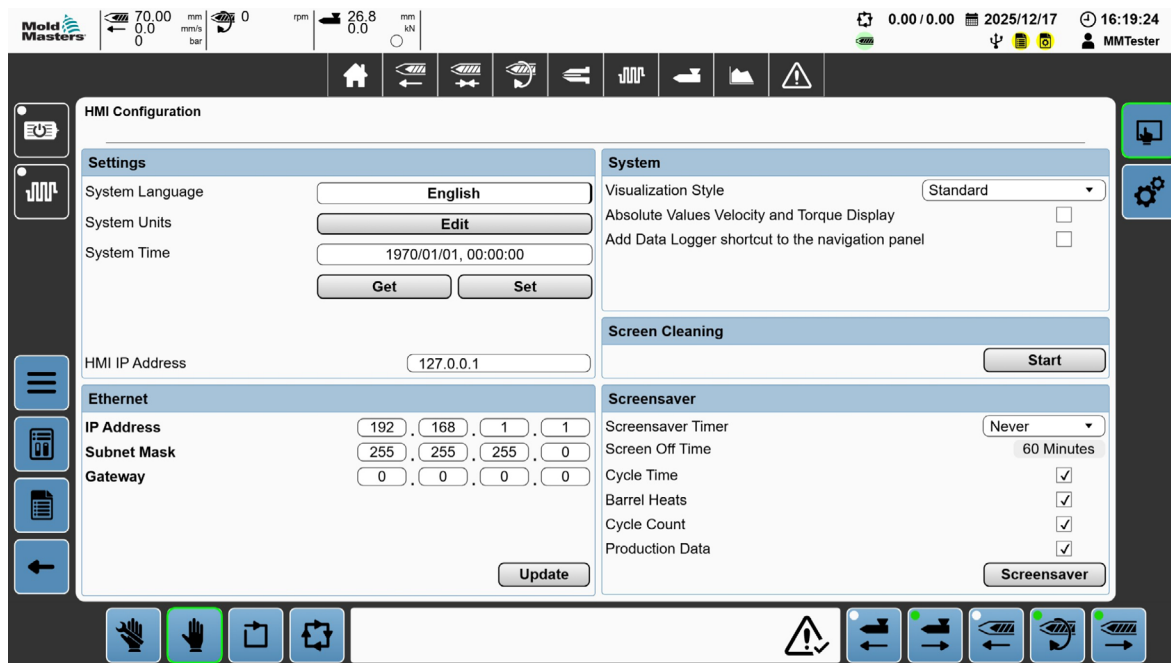 Mold Masters
70.00 mm
0.0 mm/s
0 bar
0 rpm
26.8 mm
0.0 kN
0.00 / 0.00
2025/12/17
16:19:24
MMTester
HMI Configuration
Settings
System Language English
System Units Edit
System Time 1970/01/01, 00:00:00
Get Set
HMI IP Address 127.0.0.1
Ethernet
IP Address 192 . 168 . 1 . 1
Subnet Mask 255 . 255 . 255 . 0
Gateway 0 . 0 . 0 . 0
Update
System
Visualization Style Standard
Absolute Values Velocity and Torque Display
Add Data Logger shortcut to the navigation panel
Screen Cleaning
Start
Screensaver
Screensaver Timer Never
Screen Off Time 60 Minutes
Cycle Time
Barrel Heats
Cycle Count
Production Data
Screensaver